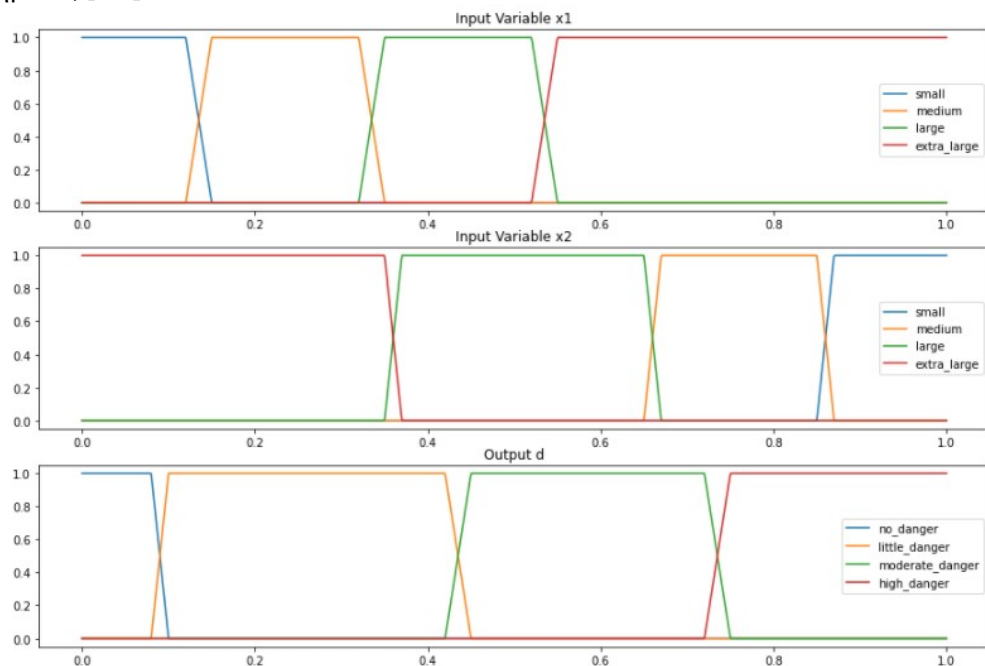 Input Variable x1
1.0
0.8
0.6
0.4
0.2
0.0
small
medium
large
extra_large
0.0 0.2 0.4 0.6 0.8 1.0
Input Variable x2
1.0
0.8
0.6
0.4
0.2
0.0
small
medium
large
extra_large
0.0 0.2 0.4 0.6 0.8 1.0
Output d
1.0
0.8
0.6
0.4
0.2
0.0
no_danger
little_danger
moderate_danger
high_danger
0.0 0.2 0.4 0.6 0.8 1.0